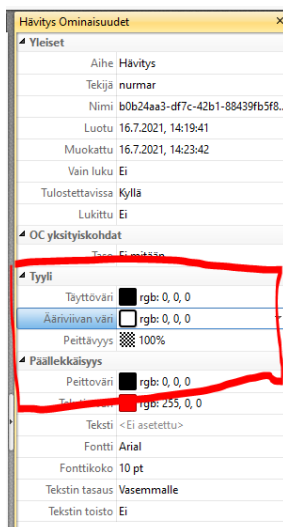 Hävitys Ominaisuudet ×
Yleiset
Aihe Hävitys
Tekijä nurmar
Nimi b0b24aa3-df7c-42b1-88439fb5f8..
Luotu 16.7.2021, 14:19:41
Muokattu 16.7.2021, 14:23:42
Vain luku Ei
Tulostettavissa Kyllä
Lukittu Ei
OC yksityiskohdat
Taso Ei mitään
Tyyli
Täyttöväri rgb: 0, 0, 0
Ääriviivan väri rgb: 0, 0, 0
Peittävyys 100%
Päällekkäisyys
Peittoväri rgb: 0, 0, 0
rgb: 255, 0, 0
Teksti <Ei asetettu>
Fontti Arial
Fonttikoko 10 pt
Tekstin tasaus Vasemmalle
Tekstin toisto Ei